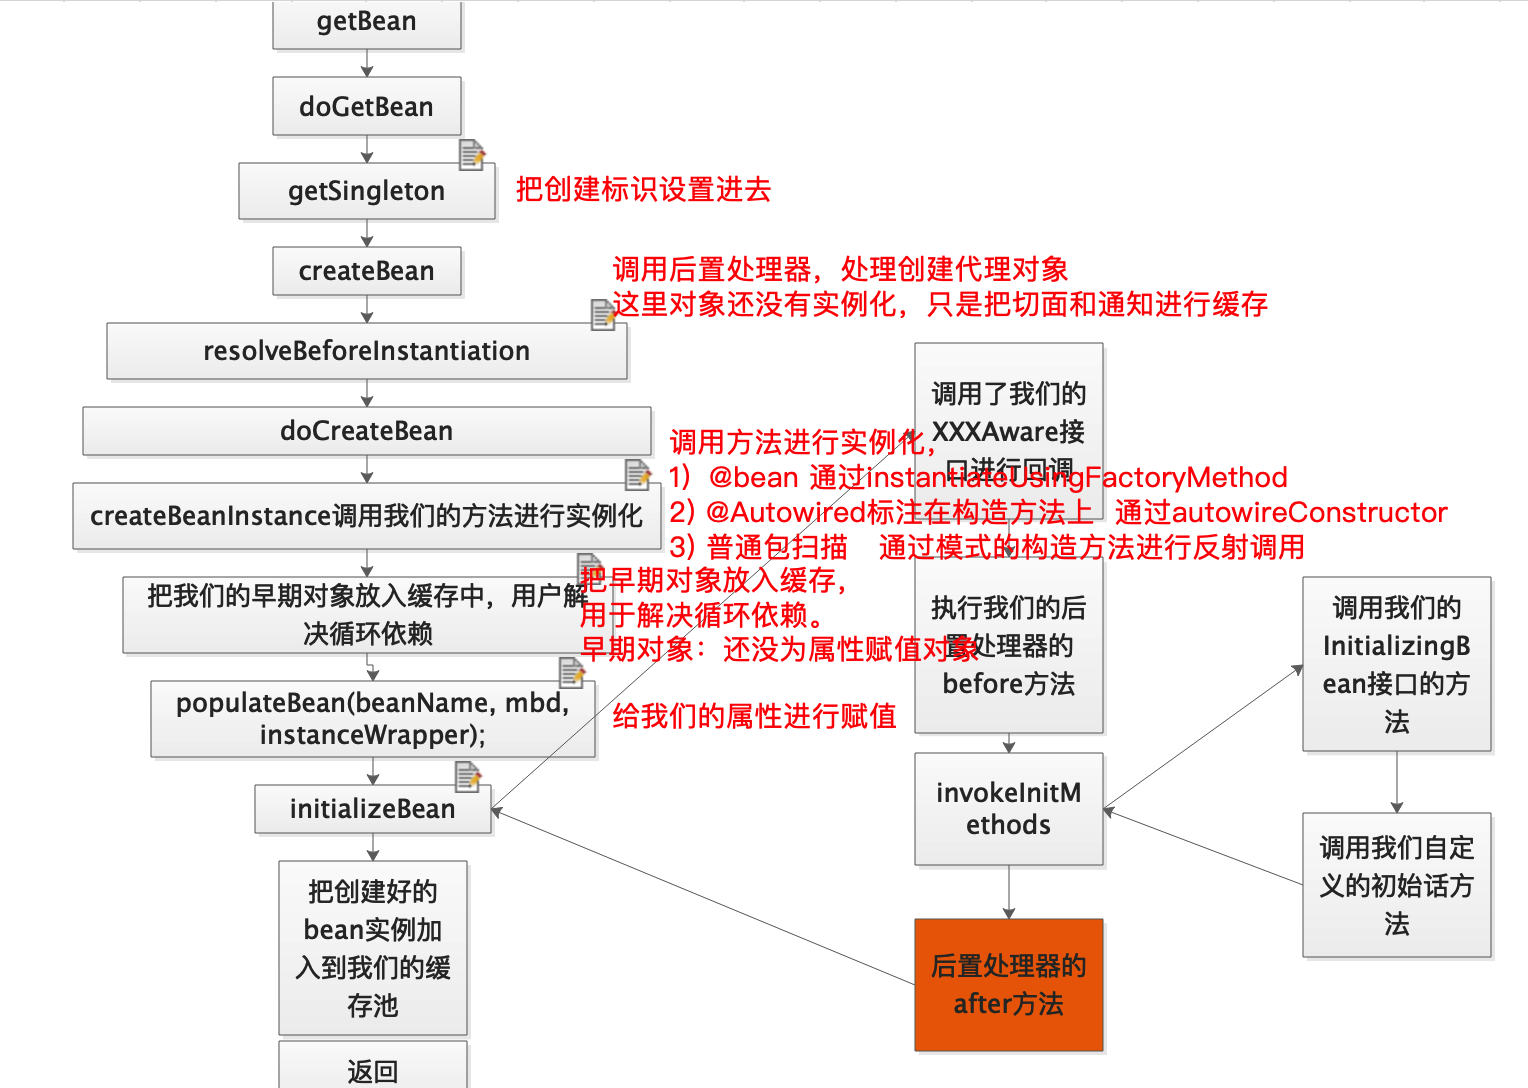 getBean
doGetBean
getSingleton
把创建标识设置进去
createBean
调用后置处理器，处理创建代理对象
这里对象还没有实例化，只是把切面和通知进行缓存
resolveBeforeInstantiation
doCreateBean
调用方法进行实例化，
1）@bean 通过instantiateUsingFactoryMethod
2) @Autowired标注在构造方法上 通过autowireConstructor
3) 普通包扫描 通过模式的构造方法进行反射调用
createBeanInstance调用我们的方法进行实例化
把我们的早期对象放入缓存中，用户解
决循环依赖
把早期对象放入缓存，
用于解决循环依赖。
早期对象：还没为属性赋值对象
populateBean(beanName, mbd,
instanceWrapper);
给我们的属性进行赋值
initializeBean
把创建好的
bean实例加
入到我们的缓
存池
返回
调用了我们的
XXXAware接
口进行回调
执行我们的后
置处理器的
before方法
invokeInitM
ethods
后置处理器的
after方法
调用我们的
InitializingB
ean接口的方
法
调用我们自定
义的初始话方
法